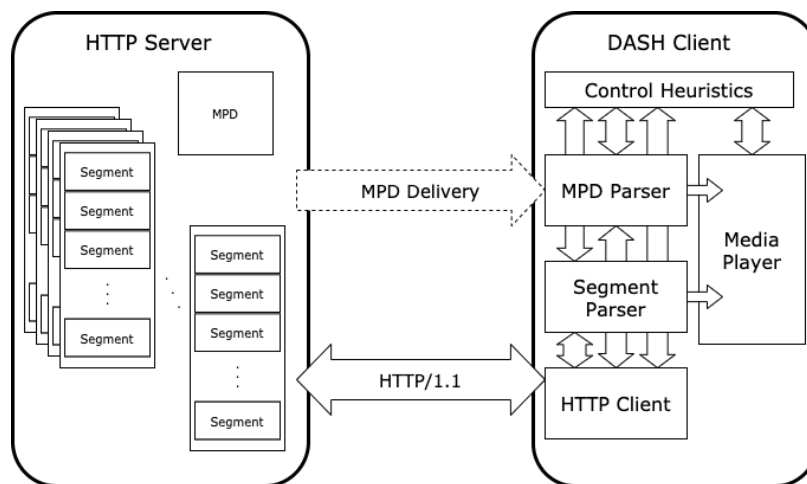 HTTP Server
MPD
Segment
Segment
Segment
Segment
Segment
Segment
Segment
Segment
MPD Delivery
HTTP/1.1
DASH Client
Control Heuristics
MPD Parser
Media
Player
Segment
Parser
HTTP Client